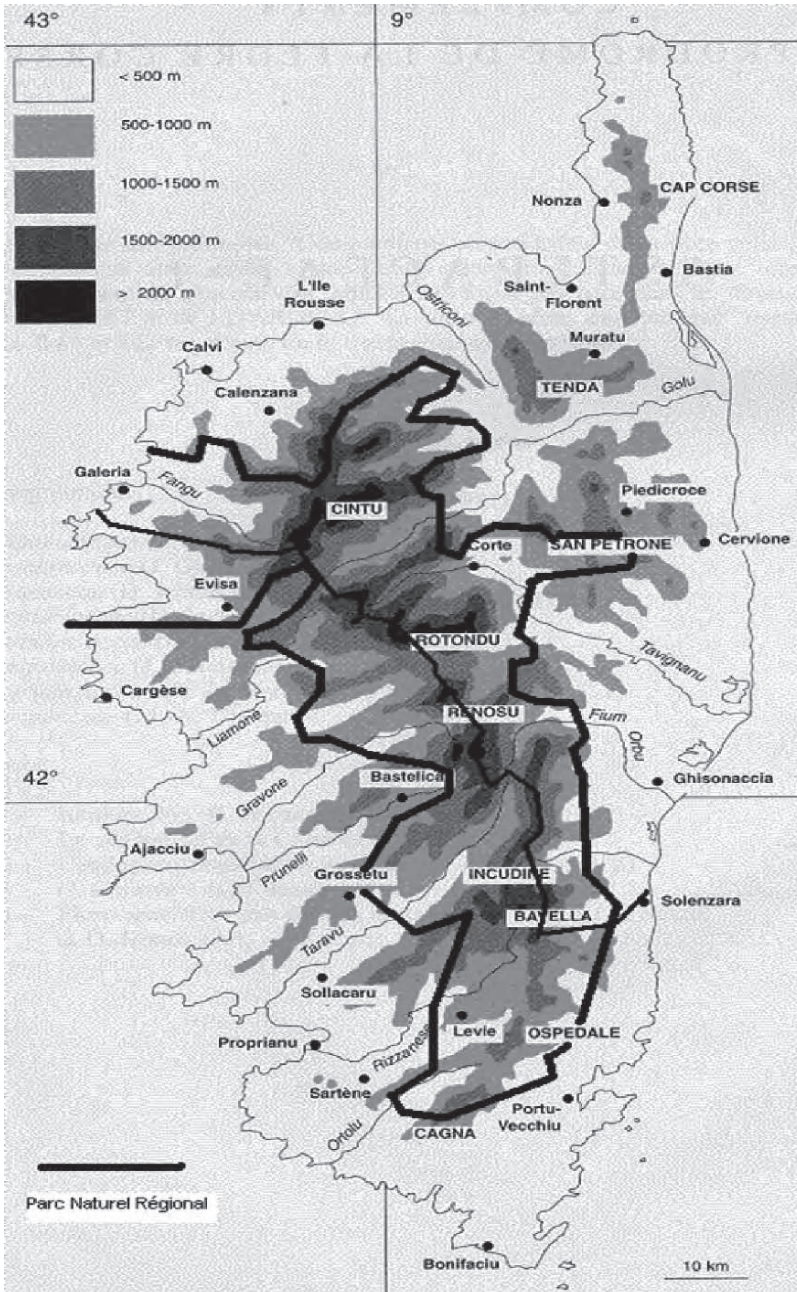 43°
9°
< 500 m
500-1000 m
1000-1500 m
1500-2000 m
> 2000 m
CAP CORSE
Nonza
Bastia
L'Ile
Rousse
Ostriconi
Saint-
Florent
Muratu
Calvi
TENDA
Calenzana
Golu
Galeria
Fangu
CINTU
Piedicroce
Corte
SAN PETRONE
Cervione
Evisa
ROTONDU
Tavignanu
Cargèse
Liamone
RENOSU
Fium
Orbu
42°
Bastelica
Ghisonaccia
Gravone
Ajacciu
Prunelli
Grossetu
INCUDINE
BAVELLA
Solenzara
Taravu
Sollacaru
Levie
OSPEDALE
Proprianu
Rizzanese
Sartène
Portu-
Vecchiu
Ortolu
CAGNA
Parc Naturel Régional
Bonifaciu
10 km